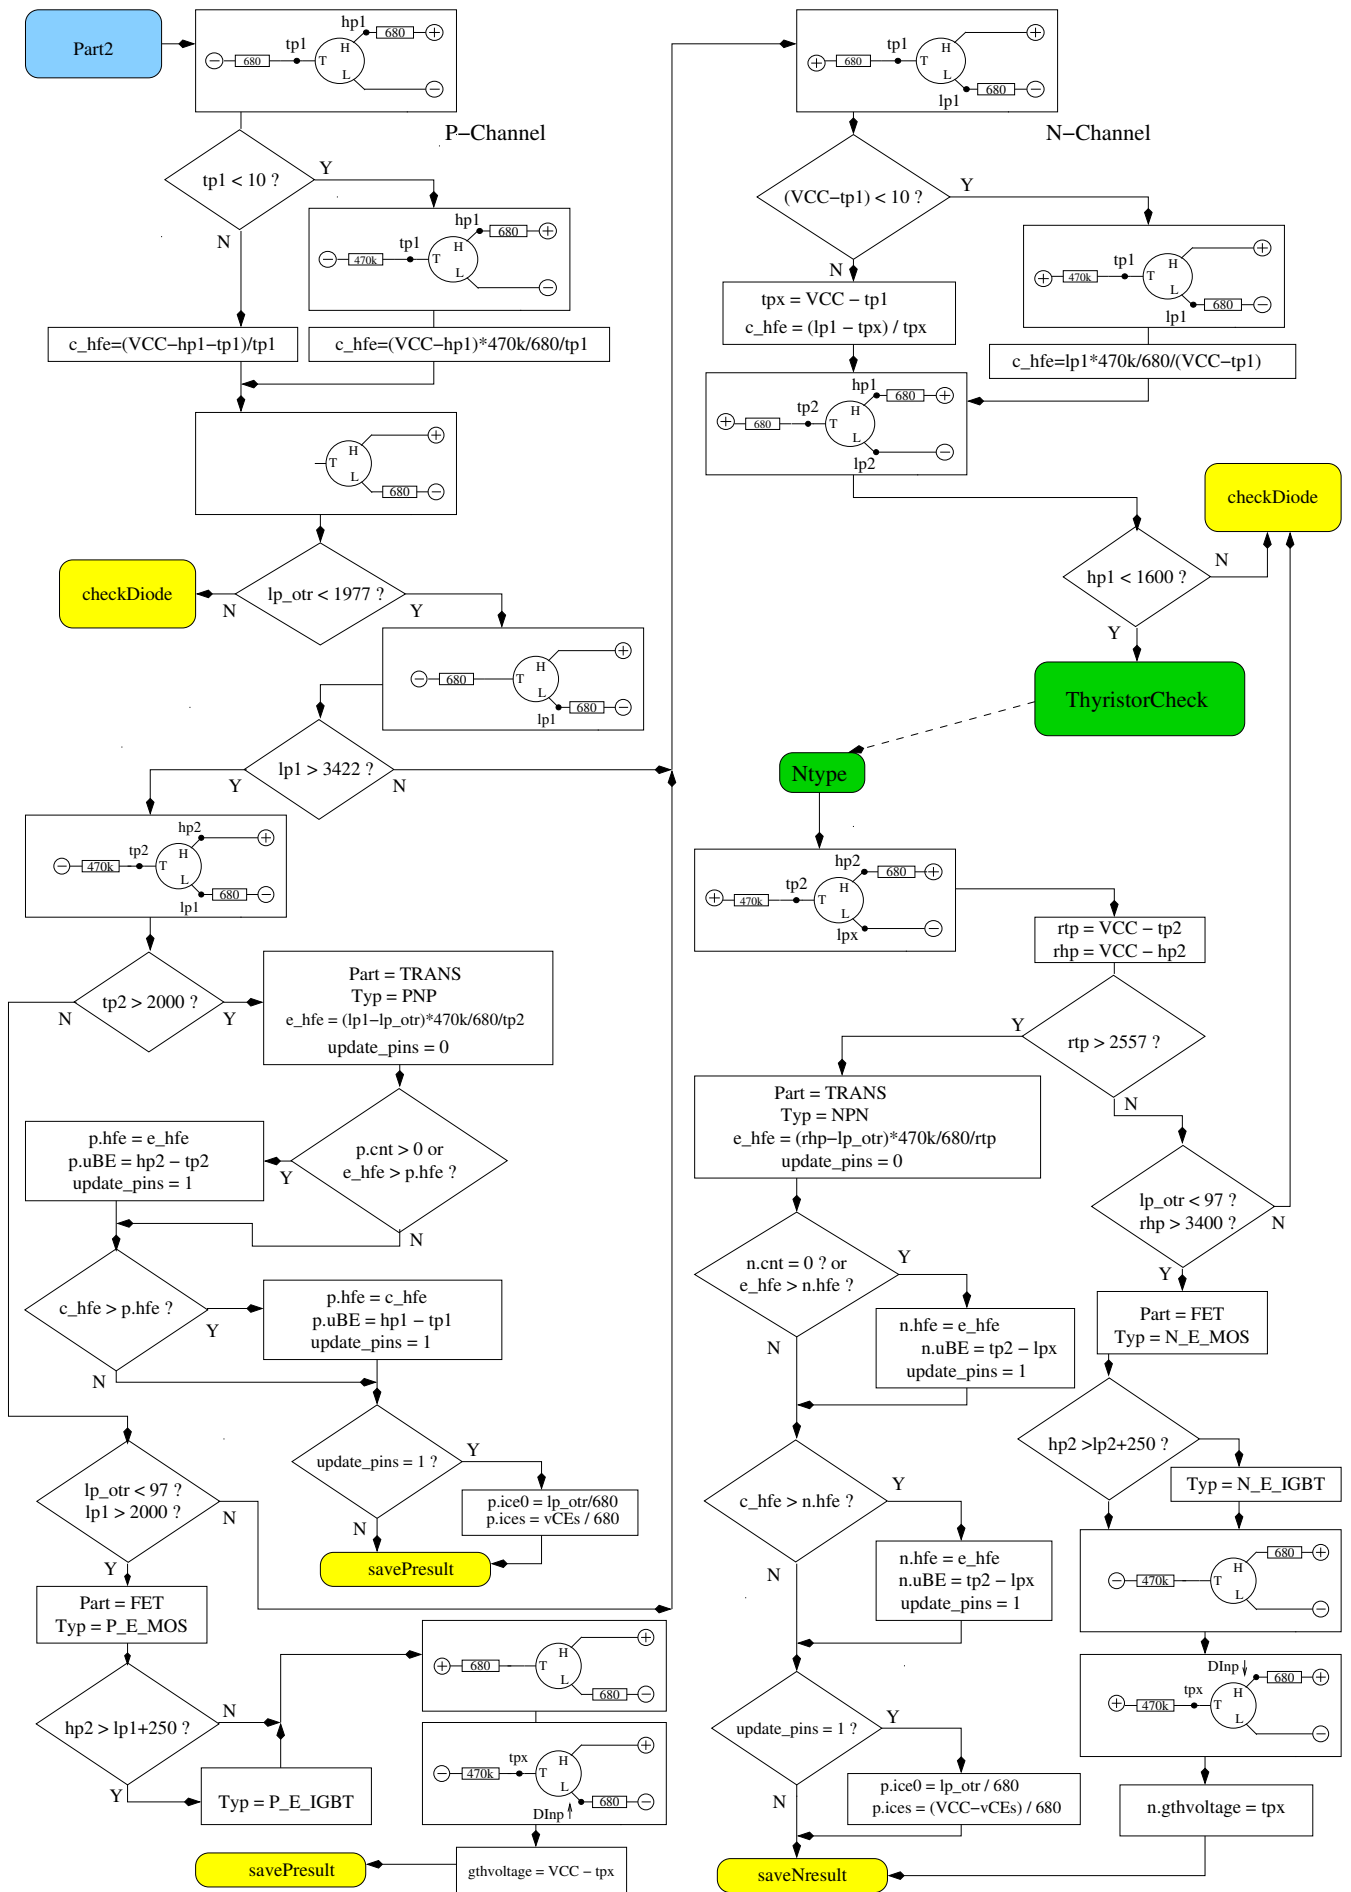 Part2
hp1
680
+
−
680
tp1
T
H
L
−
P−Channel
tp1 < 10 ?
Y
N
hp1
680
+
−
470k
tp1
T
H
L
−
c_hfe=(VCC−hp1−tp1)/tp1
c_hfe=(VCC−hp1)*470k/680/tp1
T
H
L
+
680
−
checkDiode
N
lp_otr < 1977 ?
Y
−
680
T
H
L
+
lp1
680
−
lp1 > 3422 ?
Y
N
hp2
+
−
470k
tp2
T
H
L
680
−
lp1
tp2 > 2000 ?
N
Y
Part = TRANS
Typ = PNP
e_hfe = (lp1−lp_otr)*470k/680/tp2
update_pins = 0
p.cnt > 0 or
e_hfe > p.hfe ?
Y
N
p.hfe = e_hfe
p.uBE = hp2 − tp2
update_pins = 1
c_hfe > p.hfe ?
Y
N
p.hfe = c_hfe
p.uBE = hp1 − tp1
update_pins = 1
update_pins = 1 ?
Y
N
p.ice0 = lp_otr/680
p.ices = vCEs / 680
savePresult
lp_otr < 97 ?
lp1 > 2000 ?
N
Y
Part = FET
Typ = P_E_MOS
hp2 > lp1+250 ?
N
Y
Typ = P_E_IGBT
+
680
T
H
L
+
680
−
−
470k
tpx
T
H
L
+
680
−
DInp
gthvoltage = VCC − tpx
savePresult
+
680
tp1
T
H
L
+
680
−
lp1
N−Channel
(VCC−tp1) < 10 ?
Y
N
+
470k
tp1
T
H
L
+
680
−
lp1
tpx = VCC − tp1
c_hfe = (lp1 − tpx) / tpx
c_hfe=lp1*470k/680/(VCC−tp1)
hp1
680
+
+
680
tp2
T
H
L
−
lp2
checkDiode
hp1 < 1600 ?
N
Y
ThyristorCheck
Ntype
hp2
680
+
+
470k
tp2
T
H
L
−
lpx
rtp = VCC − tp2
rhp = VCC − hp2
rtp > 2557 ?
Y
N
Part = TRANS
Typ = NPN
e_hfe = (rhp−lp_otr)*470k/680/rtp
update_pins = 0
lp_otr < 97 ?
rhp > 3400 ?
N
Y
n.cnt = 0 ? or
e_hfe > n.hfe ?
Y
N
n.hfe = e_hfe
n.uBE = tp2 − lpx
update_pins = 1
Part = FET
Typ = N_E_MOS
hp2 >lp2+250 ?
Typ = N_E_IGBT
c_hfe > n.hfe ?
Y
N
n.hfe = e_hfe
n.uBE = tp2 − lpx
update_pins = 1
−
470k
T
H
L
680
+
−
DInp
+
470k
tpx
T
H
L
680
+
−
update_pins = 1 ?
Y
N
p.ice0 = lp_otr / 680
p.ices = (VCC−vCEs) / 680
n.gthvoltage = tpx
saveNresult